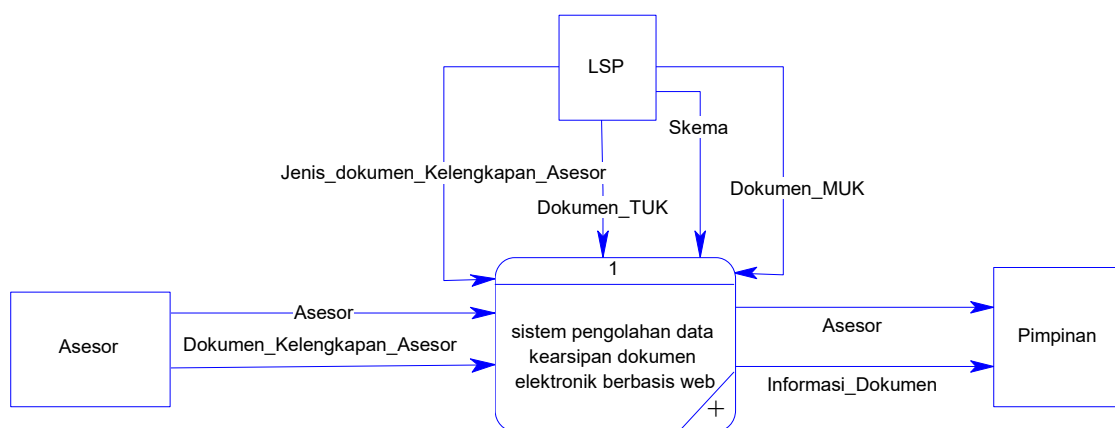 LSP
Skema
Jenis_dokumen_Kelengkapan_Asesor
Dokumen_MUK
Dokumen_TUK
1
Asesor
Asesor
Dokumen_Kelengkapan_Asesor
sistem pengolahan data
kearsipan dokumen
elektronik berbasis web
+
Asesor
Informasi_Dokumen
Pimpinan